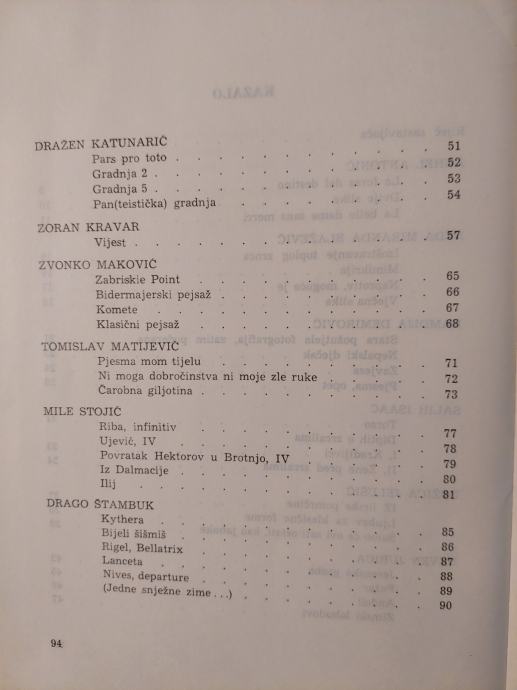 DRAŽEN KATUNARIĆ
Pars pro toto . . . . . . . . . . 51
Gradnja 2 . . . . . . . . . . 52
Gradnja 5 . . . . . . . . . . 53
Pan(teistička) gradnja . . . . . . . . 54
ZORAN KRAVAR
Vijest . . . . . . . . . . . 57
ZVONKO MAKOVIĆ
Zabriskie Point . . . . . . . . . 65
Bidermajerski pejsaž . . . . . . . . 66
Komete . . . . . . . . . . 67
Klasični pejsaž . . . . . . . . . 68
TOMISLAV MATIJEVIĆ
Pjesma mom tijelu . . . . . . . . 71
Ni moga dobročinstva ni moje zle ruke . . . . 72
Čarobna giljotina . . . . . . . . . 73
MILE STOJIĆ
Riba, infinitiv . . . . . . . . . 77
Ujević, IV . . . . . . . . . . 78
Povratak Hektorov u Brotnjo, IV . . . . . 79
Iz Dalmacije . . . . . . . . . 80
Ilij . . . . . . . . . . . 81
DRAGO ŠTAMBUK
Kythera . . . . . . . . . . 85
Bijeli šišmiš . . . . . . . . . 86
Rigel, Bellatrix . . . . . . . . . 87
Lanceta . . . . . . . . . . 88
Nives, departure . . . . . . . . 89
(Jedne snježne zime . . .) . . . . . . . 90
94